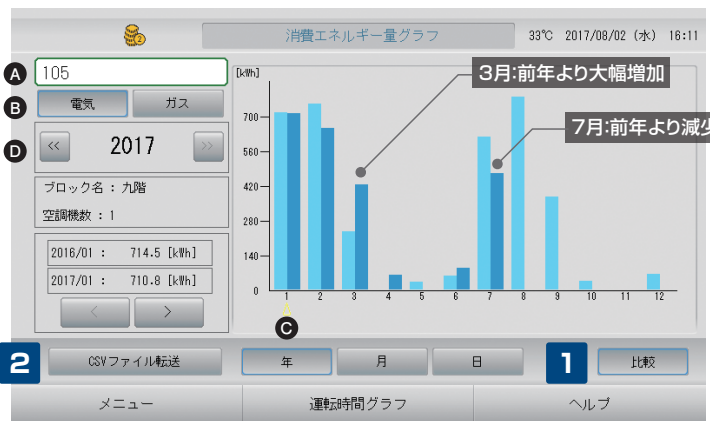 消費エネルギー量グラフ
33℃ 2017/08/02 (水) 16:11
A
105
B
電気 ガス
D
<< 2017 >>
ブロック名：九階
空調機数：1
2016/01 : 714.5 [kWh]
2017/01 : 710.8 [kWh]
< >
[kWh]
700
560
420
280
140
0
1 2 3 4 5 6 7 8 9 10 11 12
3月:前年より大幅増加
7月:前年より減少
C
2
CSVファイル転送
年 月 日
1
比較
メニュー 運転時間グラフ ヘルプ